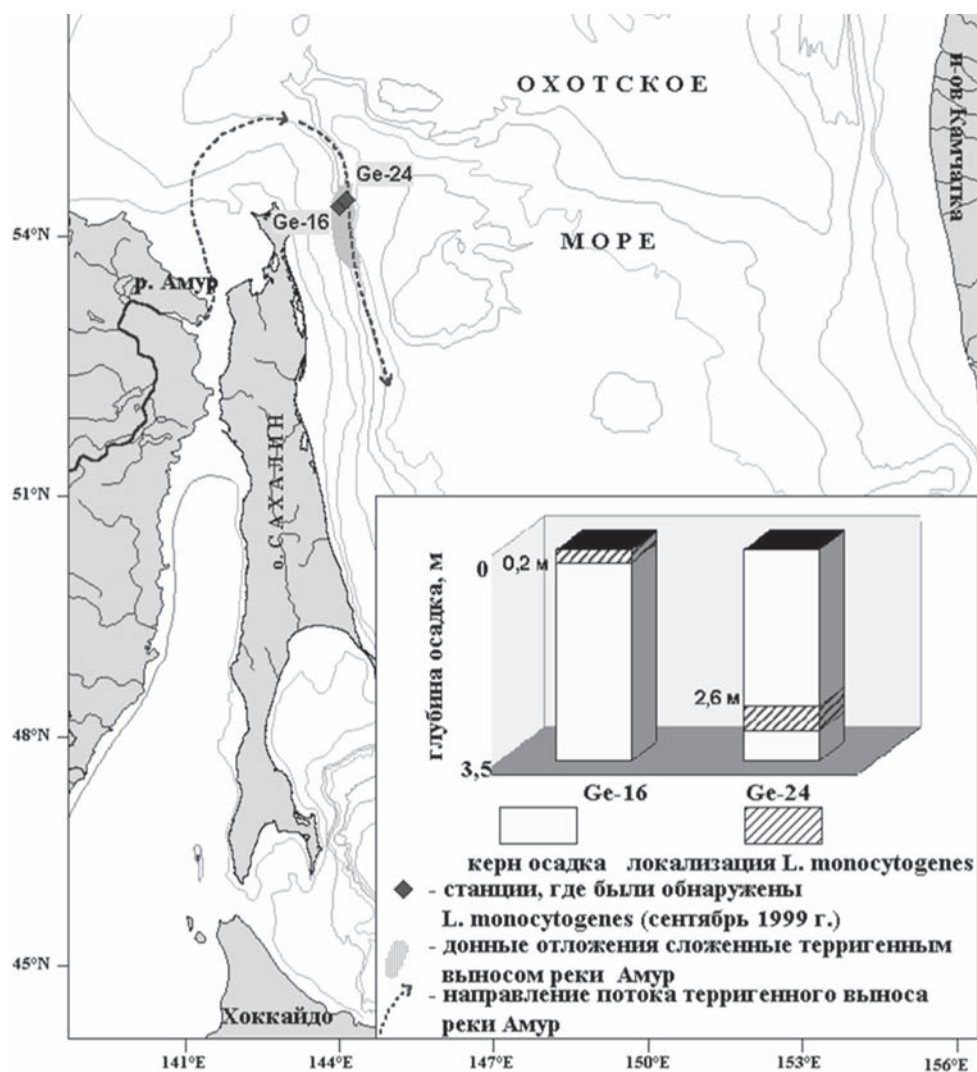 ОХОТСКОЕ
МОРЕ
п-ов Камчатка
Ge-24
Ge-16
54°N
р. Амур
о. САХАЛИН
51°N
48°N
45°N
Хоккайдо
глубина осадка, м
0
0,2 м
2,6 м
3,5
Ge-16 Ge-24
керн осадка локализация L. monocytogenes
- станции, где были обнаружены
L. monocytogenes (сентябрь 1999 г.)
- донные отложения сложенные терригенным
выносом реки Амур
- направление потока терригенного выноса
реки Амур
141°E 144°E 147°E 150°E 153°E 156°E